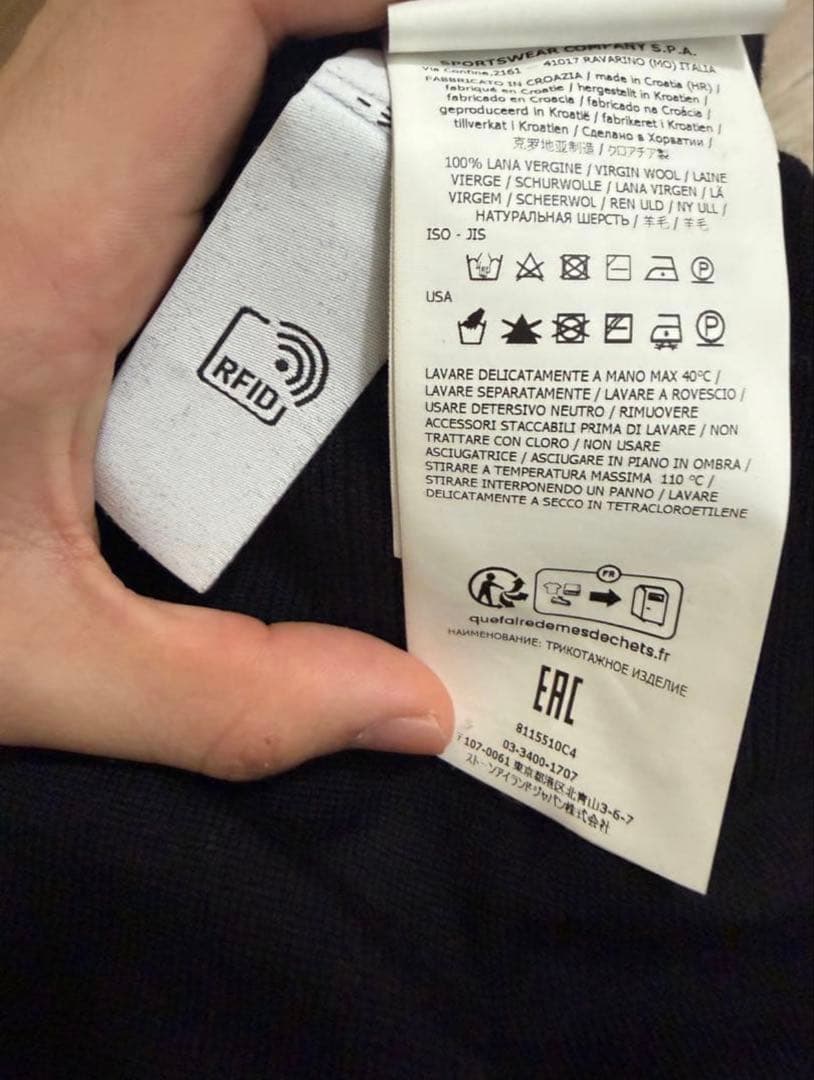 SPORTSWEAR COMPANY S.P.A.
Via Confine,2161 - 41017 RAVARINO (MO) ITALIA
FABBRICATO IN CROAZIA / made in Croatia (HR) /
fabriqué en Croatie / hergestellt in Kroatien /
fabricado en Croacia / fabricado na Croácia /
geproduceerd in Kroatië / fabrikeret i Kroatien /
tillverkat i Kroatien / Сделано в Хорватии /
克罗地亚制造 / クロアチア製
100% LANA VERGINE / VIRGIN WOOL / LAINE
VIERGE / SCHURWOLLE / LANA VIRGEN / LÃ
VIRGEM / SCHEERWOL / REN ULD / NY ULL /
НАТУРАЛЬНАЯ ШЕРСТЬ / 羊毛 / 羊毛
ISO - JIS
P
USA
P
RFID
LAVARE DELICATAMENTE A MANO MAX 40°C /
LAVARE SEPARATAMENTE / LAVARE A ROVESCIO /
USARE DETERSIVO NEUTRO / RIMUOVERE
ACCESSORI STACCABILI PRIMA DI LAVARE / NON
TRATTARE CON CLORO / NON USARE
ASCIUGATRICE / ASCIUGARE IN PIANO IN OMBRA /
STIRARE A TEMPERATURA MASSIMA 110 °C /
STIRARE INTERPONENDO UN PANNO / LAVARE
DELICATAMENTE A SECCO IN TETRACLOROETILENE
FR
quefairedemesdechets.fr
НАИМЕНОВАНИЕ: ТРИКОТАЖНОЕ ИЗДЕЛИЕ
EAC
8115510C4
03-3400-1707
〒107-0061 東京都港区北青山3-6-7
ストーンアイランドジャパン株式会社